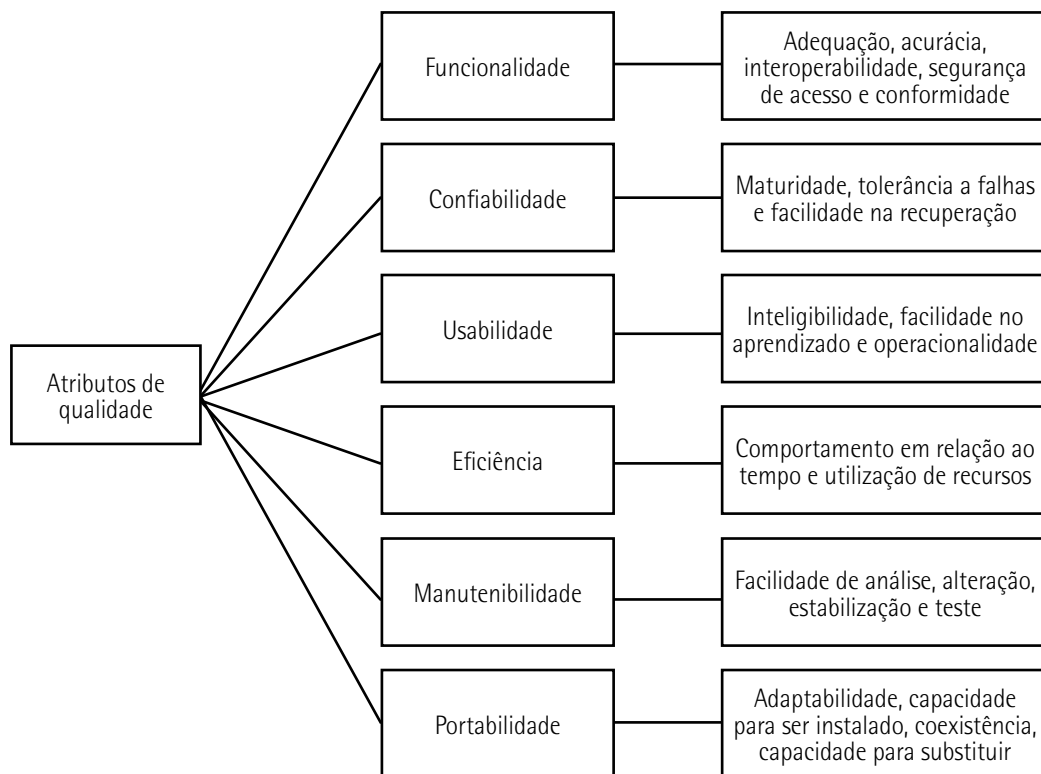 Funcionalidade
Adequação, acurácia,
interoperabilidade, segurança
de acesso e conformidade
Confiabilidade
Maturidade, tolerância a falhas
e facilidade na recuperação
Usabilidade
Inteligibilidade, facilidade no
aprendizado e operacionalidade
Atributos de
qualidade
Eficiência
Comportamento em relação ao
tempo e utilização de recursos
Manutenibilidade
Facilidade de análise, alteração,
estabilização e teste
Portabilidade
Adaptabilidade, capacidade
para ser instalado, coexistência,
capacidade para substituir